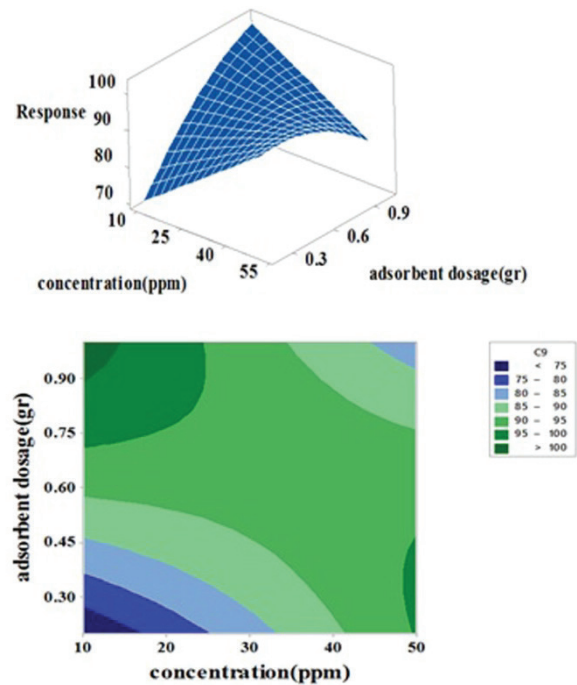 100
Response 90
80
70
10
25
40
55
0.3
0.6
0.9
concentration(ppm)
adsorbent dosage(gr)
C9
< 75
75 – 80
80 – 85
85 – 90
90 – 95
95 – 100
> 100
0.90
0.75
0.60
0.45
0.30
adsorbent dosage(gr)
10 20 30 40 50
concentration(ppm)